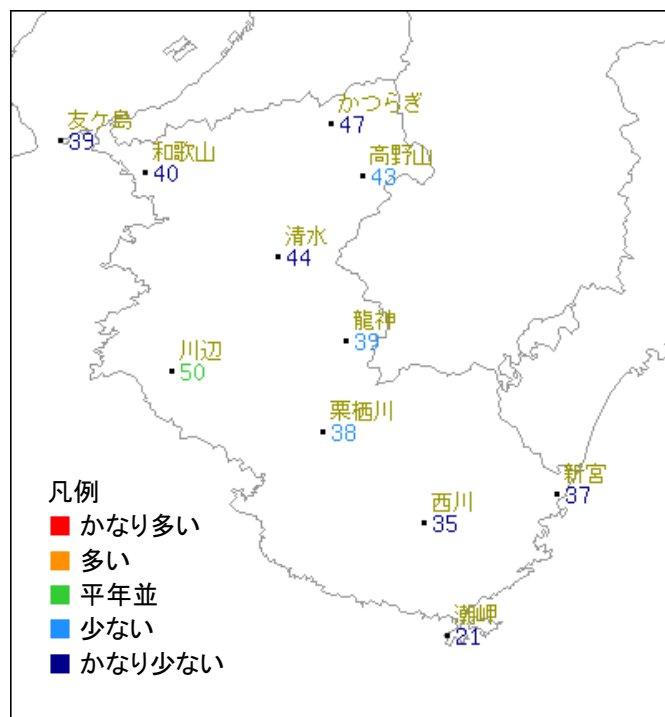 かつらぎ
47
友ケ島
39
和歌山
40
高野山
43
清水
44
龍神
39
川辺
50
栗栖川
38
新宮
37
西川
35
潮岬
21
凡例
かなり多い
多い
平年並
少ない
かなり少ない